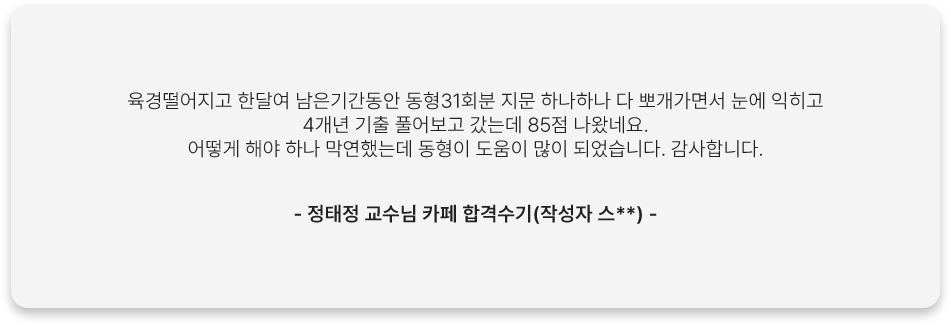 육경떨어지고 한달여 남은기간동안 동형31회분 지문 하나하나 다 뽀개가면서 눈에 익히고
4개년 기출 풀어보고 갔는데 85점 나왔네요.
어떻게 해야 하나 막연했는데 동형이 도움이 많이 되었습니다. 감사합니다.
- 정태정 교수님 카페 합격수기(작성자 스**) -